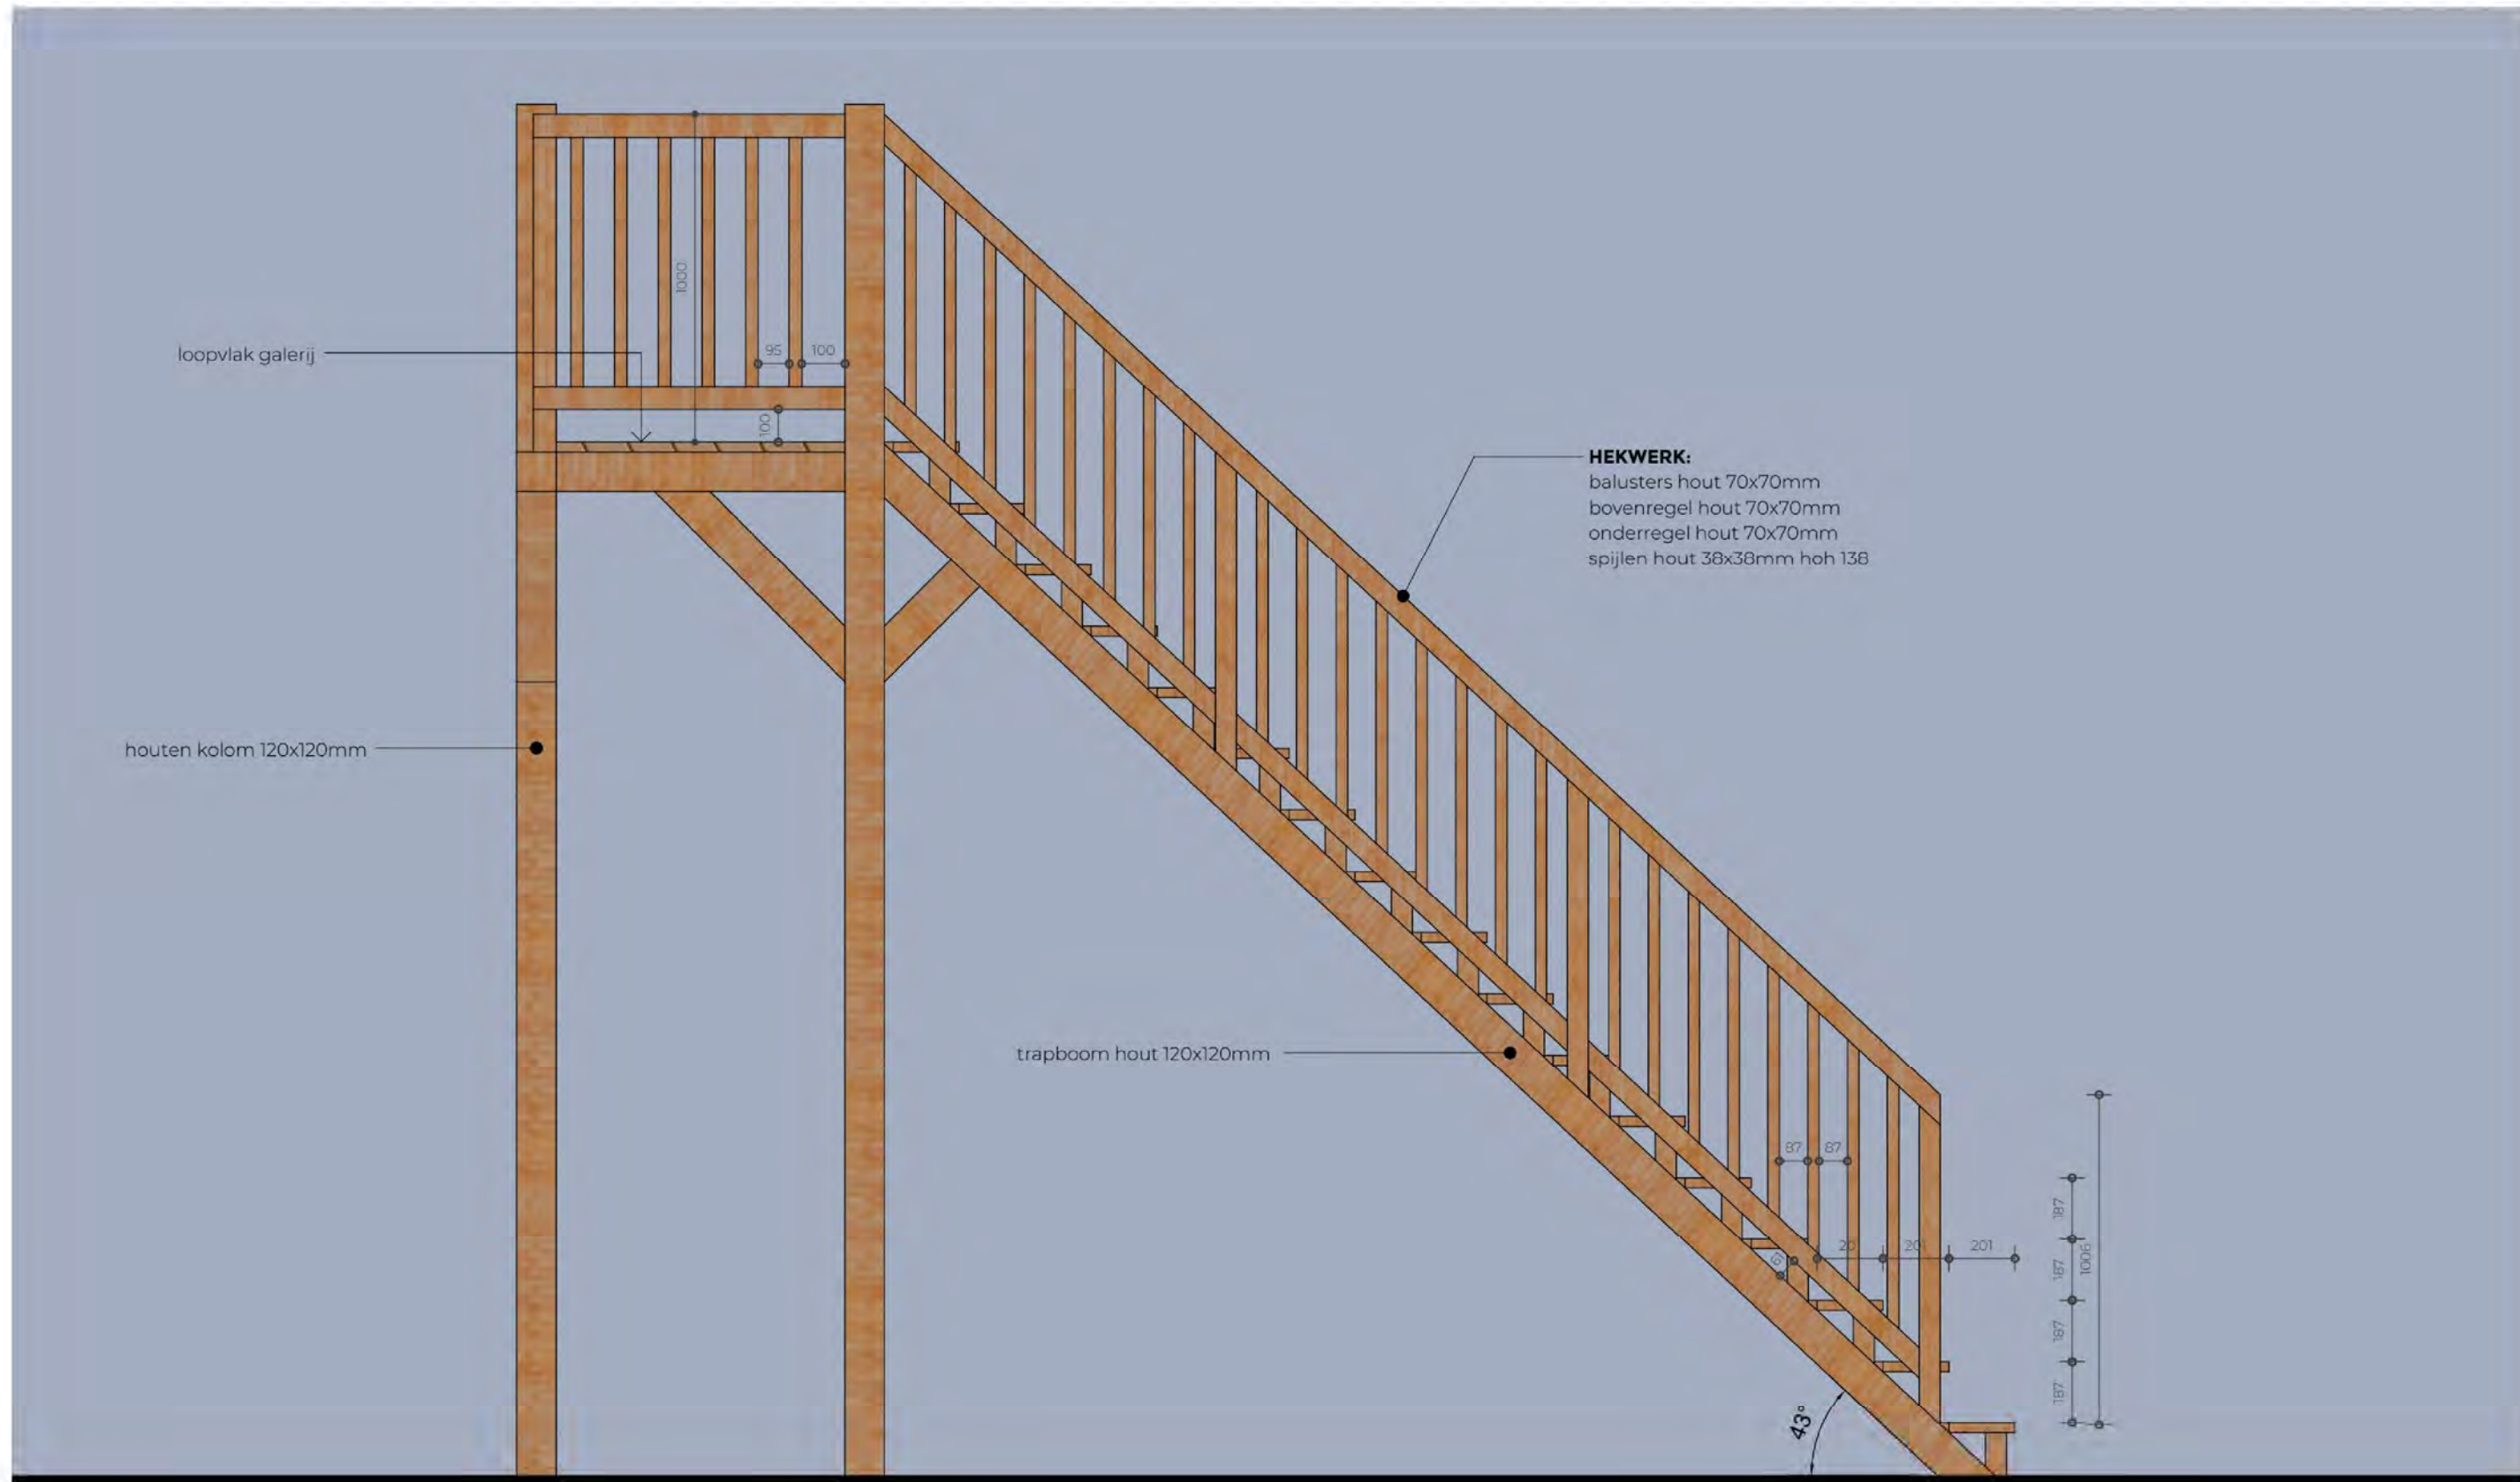 1000
95
100
loopvlak galerij
100
HEKWERK:
balusters hout 70x70mm
bovenregel hout 70x70mm
onderregel hout 70x70mm
spijlen hout 38x38mm hoh 138
houten kolom 120x120mm
trapboom hout 120x120mm
87
87
187
201
201
187
1006
61
187
187
43°